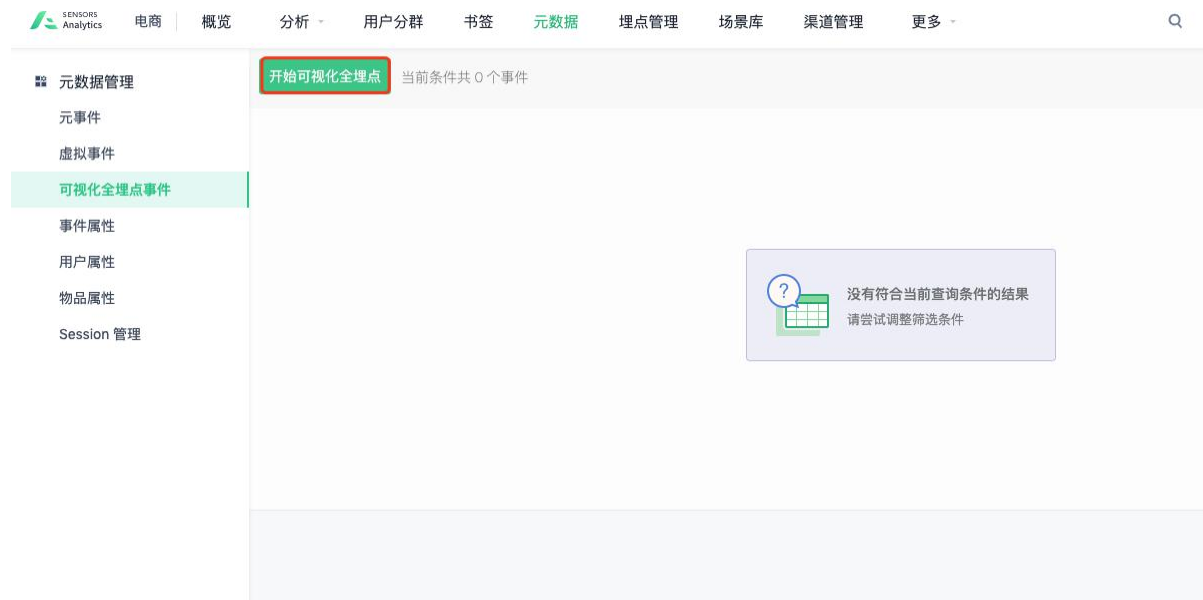 SENSORS
Analytics
电商 概览 分析 用户分群 书签 元数据 埋点管理 场景库 渠道管理 更多
元数据管理
元事件
虚拟事件
可视化全埋点事件
事件属性
用户属性
物品属性
Session 管理
开始可视化全埋点 当前条件共 0 个事件
?
没有符合当前查询条件的结果
请尝试调整筛选条件